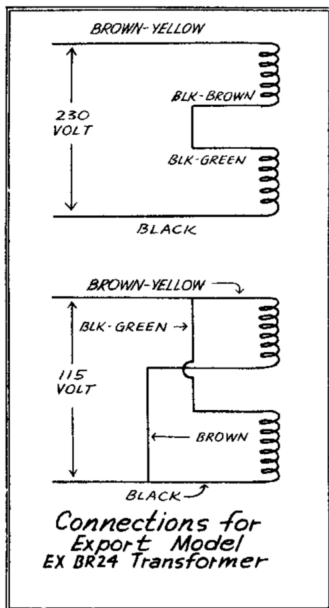 BROWN-YELLOW
BLK-BROWN
230
VOLT
BLK-GREEN
BLACK
BROWN-YELLOW
BLK-GREEN
115
VOLT
BROWN
BLACK
Connections for
Export Model
EX BR24 Transformer